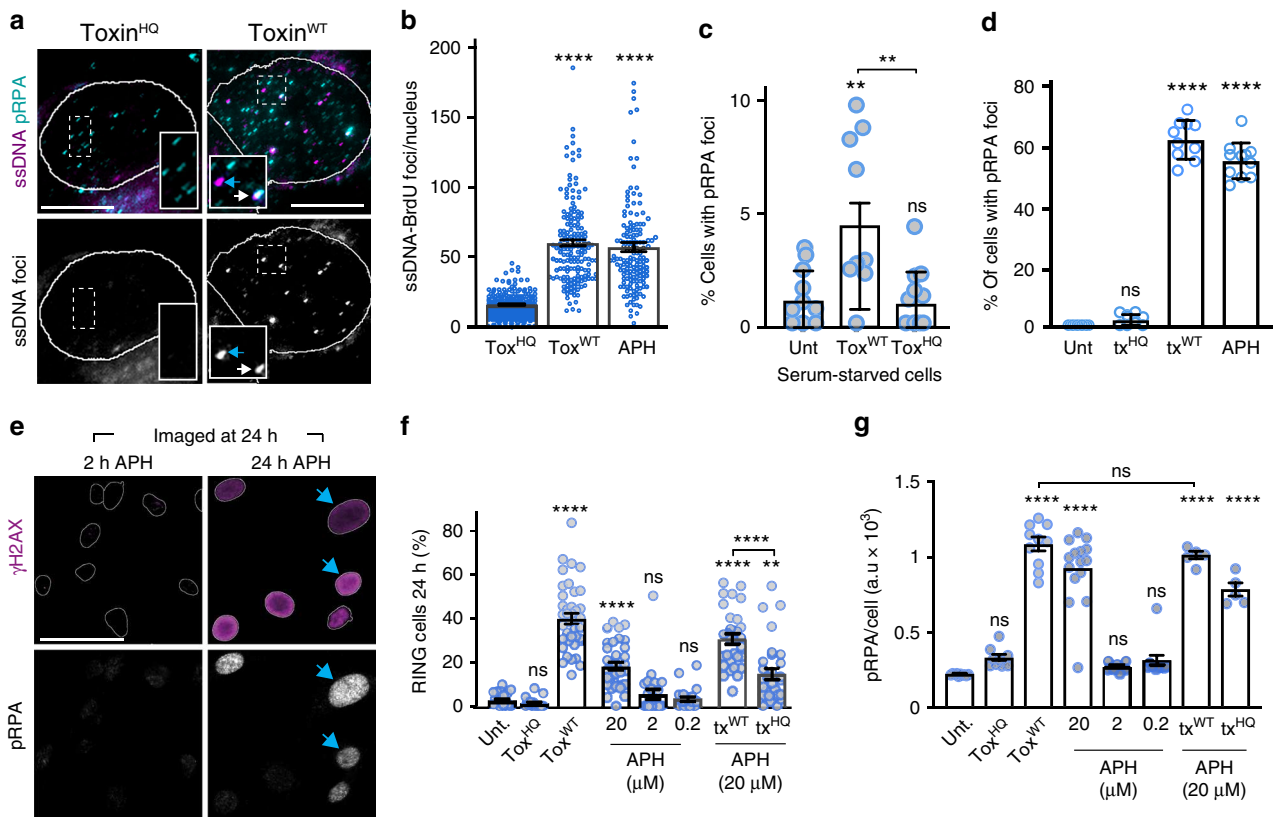 a
Toxin^HQ Toxin^WT
ssDNA pRPA
ssDNA foci
b
ssDNA-BrdU foci/nucleus
200
150
100
50
0
**** ****
Tox^HQ Tox^WT APH
c
% Cells with pRPA foci
10
5
0
**
** ns
Unt Tox^WT Tox^HQ
Serum-starved cells
d
% Of cells with pRPA foci
80
60
40
20
0
ns **** ****
Unt tx^HQ tx^WT APH
e
Imaged at 24 h
2 h APH 24 h APH
γH2AX
pRPA
f
RING cells 24 h (%)
80
60
40
20
0
ns **** **** ns ns **** **
****
Unt. Tox^HQ Tox^WT 20 2 0.2 tx^WT tx^HQ
APH (μM)
APH (20 μM)
g
pRPA/cell (a.u × 10^3)
1.5
1
0.5
0
ns
ns **** **** ns ns **** ****
Unt. Tox^HQ Tox^WT 20 2 0.2 tx^WT tx^HQ
APH (μM)
APH (20 μM)